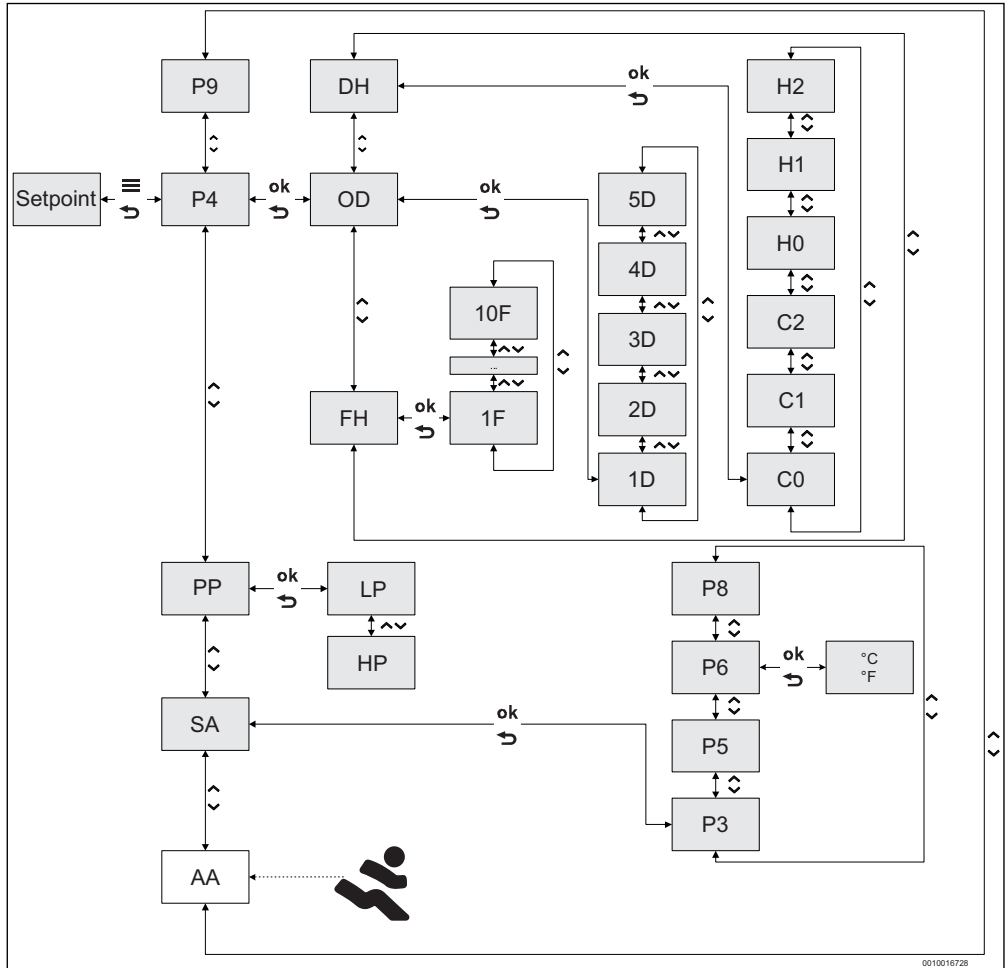 P9
DH
ok
H2
H1
Setpoint
P4
ok
OD
ok
5D
H0
4D
10F
C2
3D
...
FH
ok
1F
2D
C1
1D
C0
PP
ok
LP
P8
HP
P6
ok
°C
°F
SA
ok
P5
P3
AA
0010016728